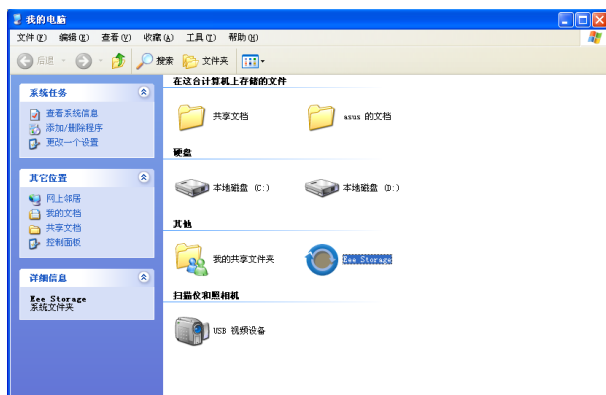 我的电脑
文件(F) 编辑(E) 查看(V) 收藏(A) 工具(T) 帮助(H)
后退 搜索 文件夹
系统任务
查看系统信息
添加/删除程序
更改一个设置
其它位置
网上邻居
我的文档
共享文档
控制面板
详细信息
Eee Storage
系统文件夹
在这台计算机上存储的文件
共享文档 asus 的文档
硬盘
本地磁盘 (C:) 本地磁盘 (D:)
其他
我的共享文件夹 Eee Storage
扫描仪和照相机
USB 视频设备